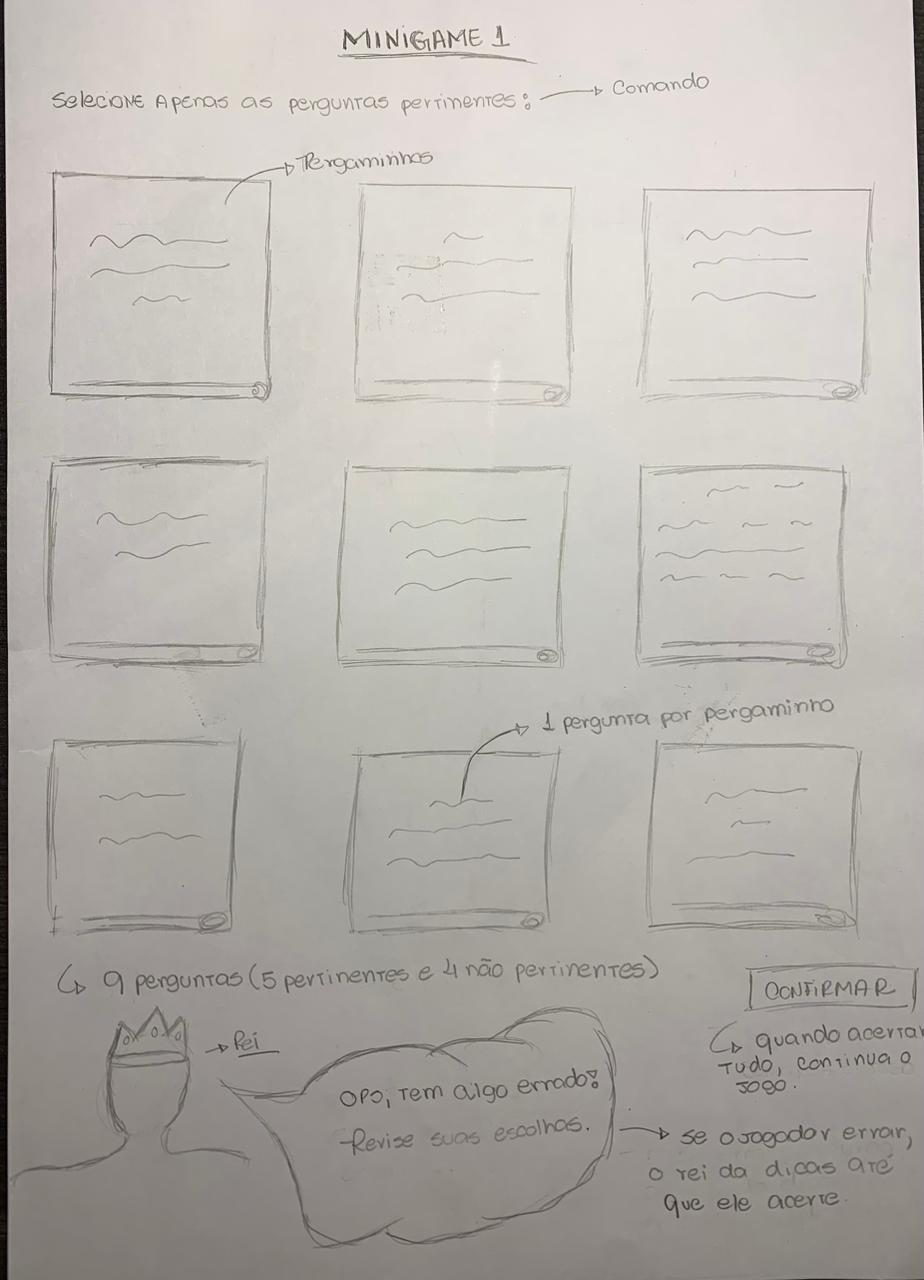 MINIGAME 1
Selecione Apenas as perguntas pertinentes: → Comando
→ Pergaminhos
→ 1 pergunta por pergaminho
↳ 9 perguntas (5 pertinentes e 4 não pertinentes)
CONFIRMAR
↳ quando acertar
tudo, continua o
jogo.
→ Rei
OPS, tem algo errado!
Revise suas escolhas.
→ se o jogador errar,
o rei da dicas até
que ele acerte.